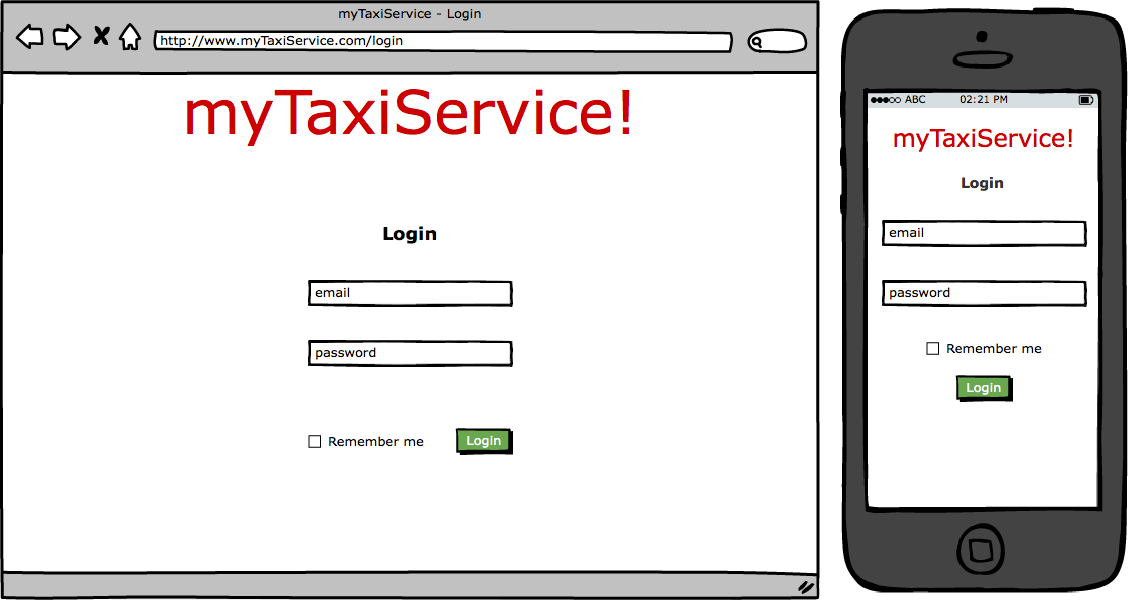 myTaxiService - Login
http://www.myTaxiService.com/login
myTaxiService!
Login
email
password
Remember me
Login
ABC 02:21 PM
myTaxiService!
Login
email
password
Remember me
Login